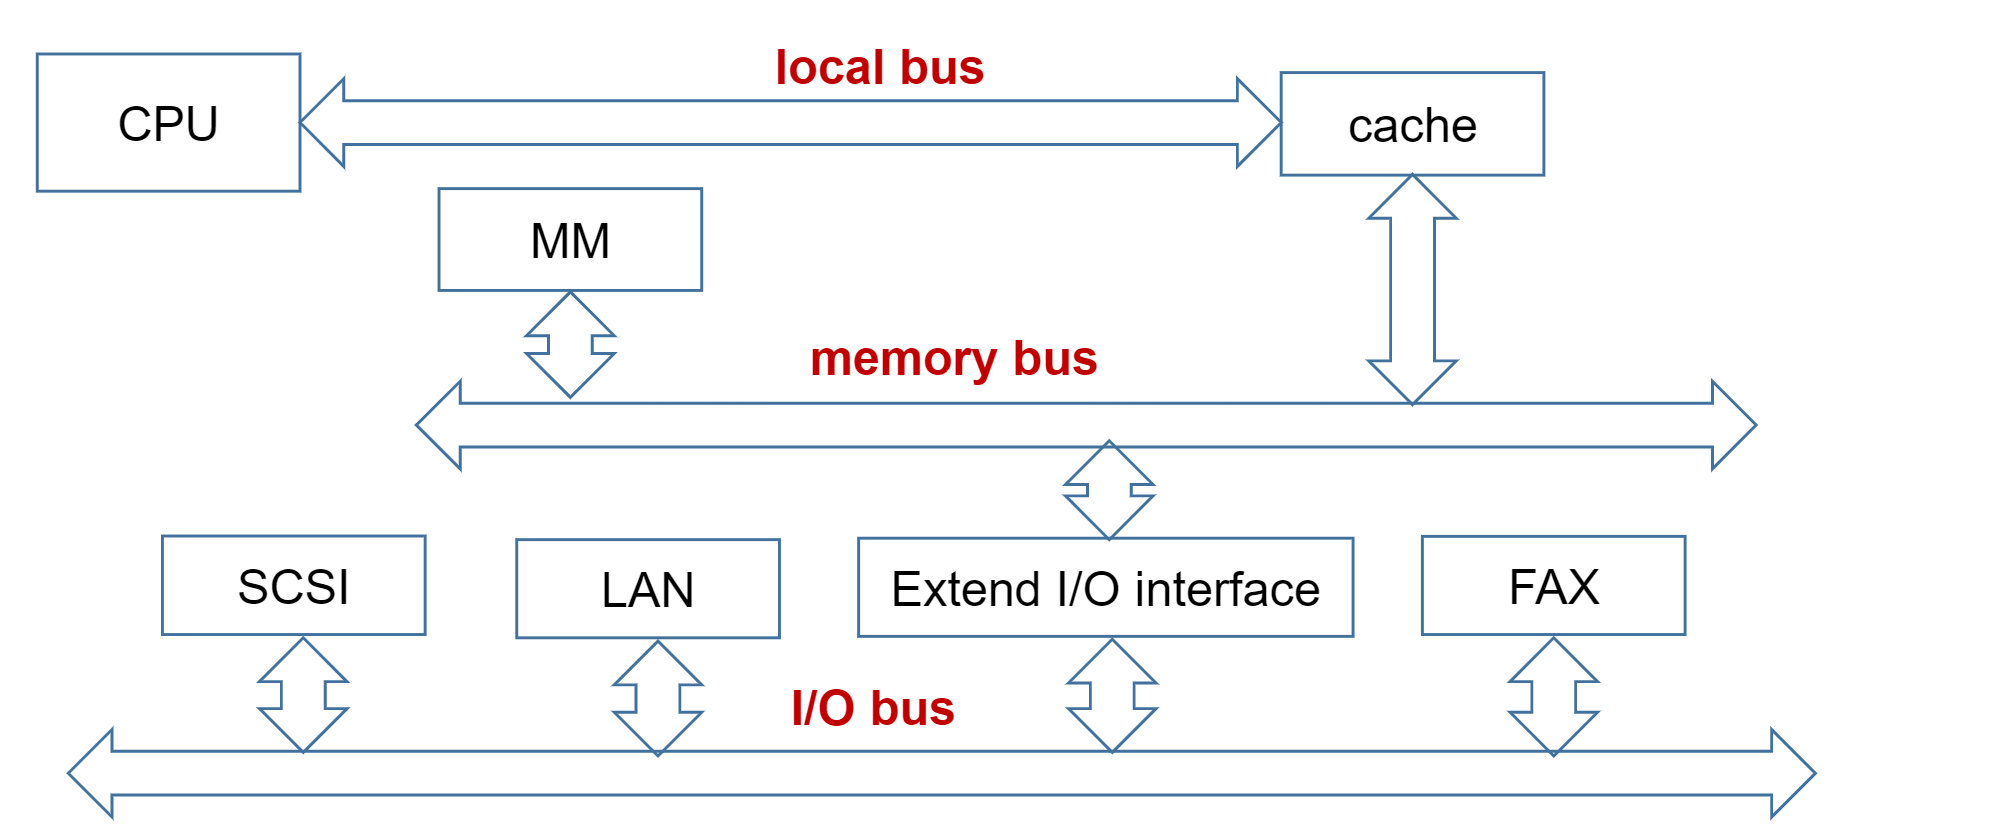 local bus
CPU
cache
MM
memory bus
SCSI
LAN
Extend I/O interface
FAX
I/O bus